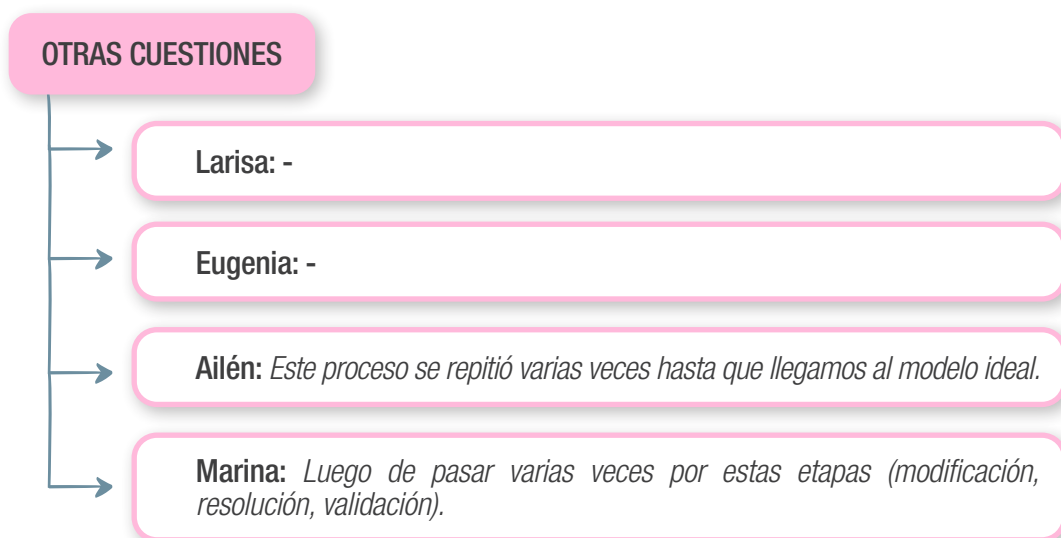 OTRAS CUESTIONES
Larisa: -
Eugenia: -
Ailén: Este proceso se repitió varias veces hasta que llegamos al modelo ideal.
Marina: Luego de pasar varias veces por estas etapas (modificación,
resolución, validación).